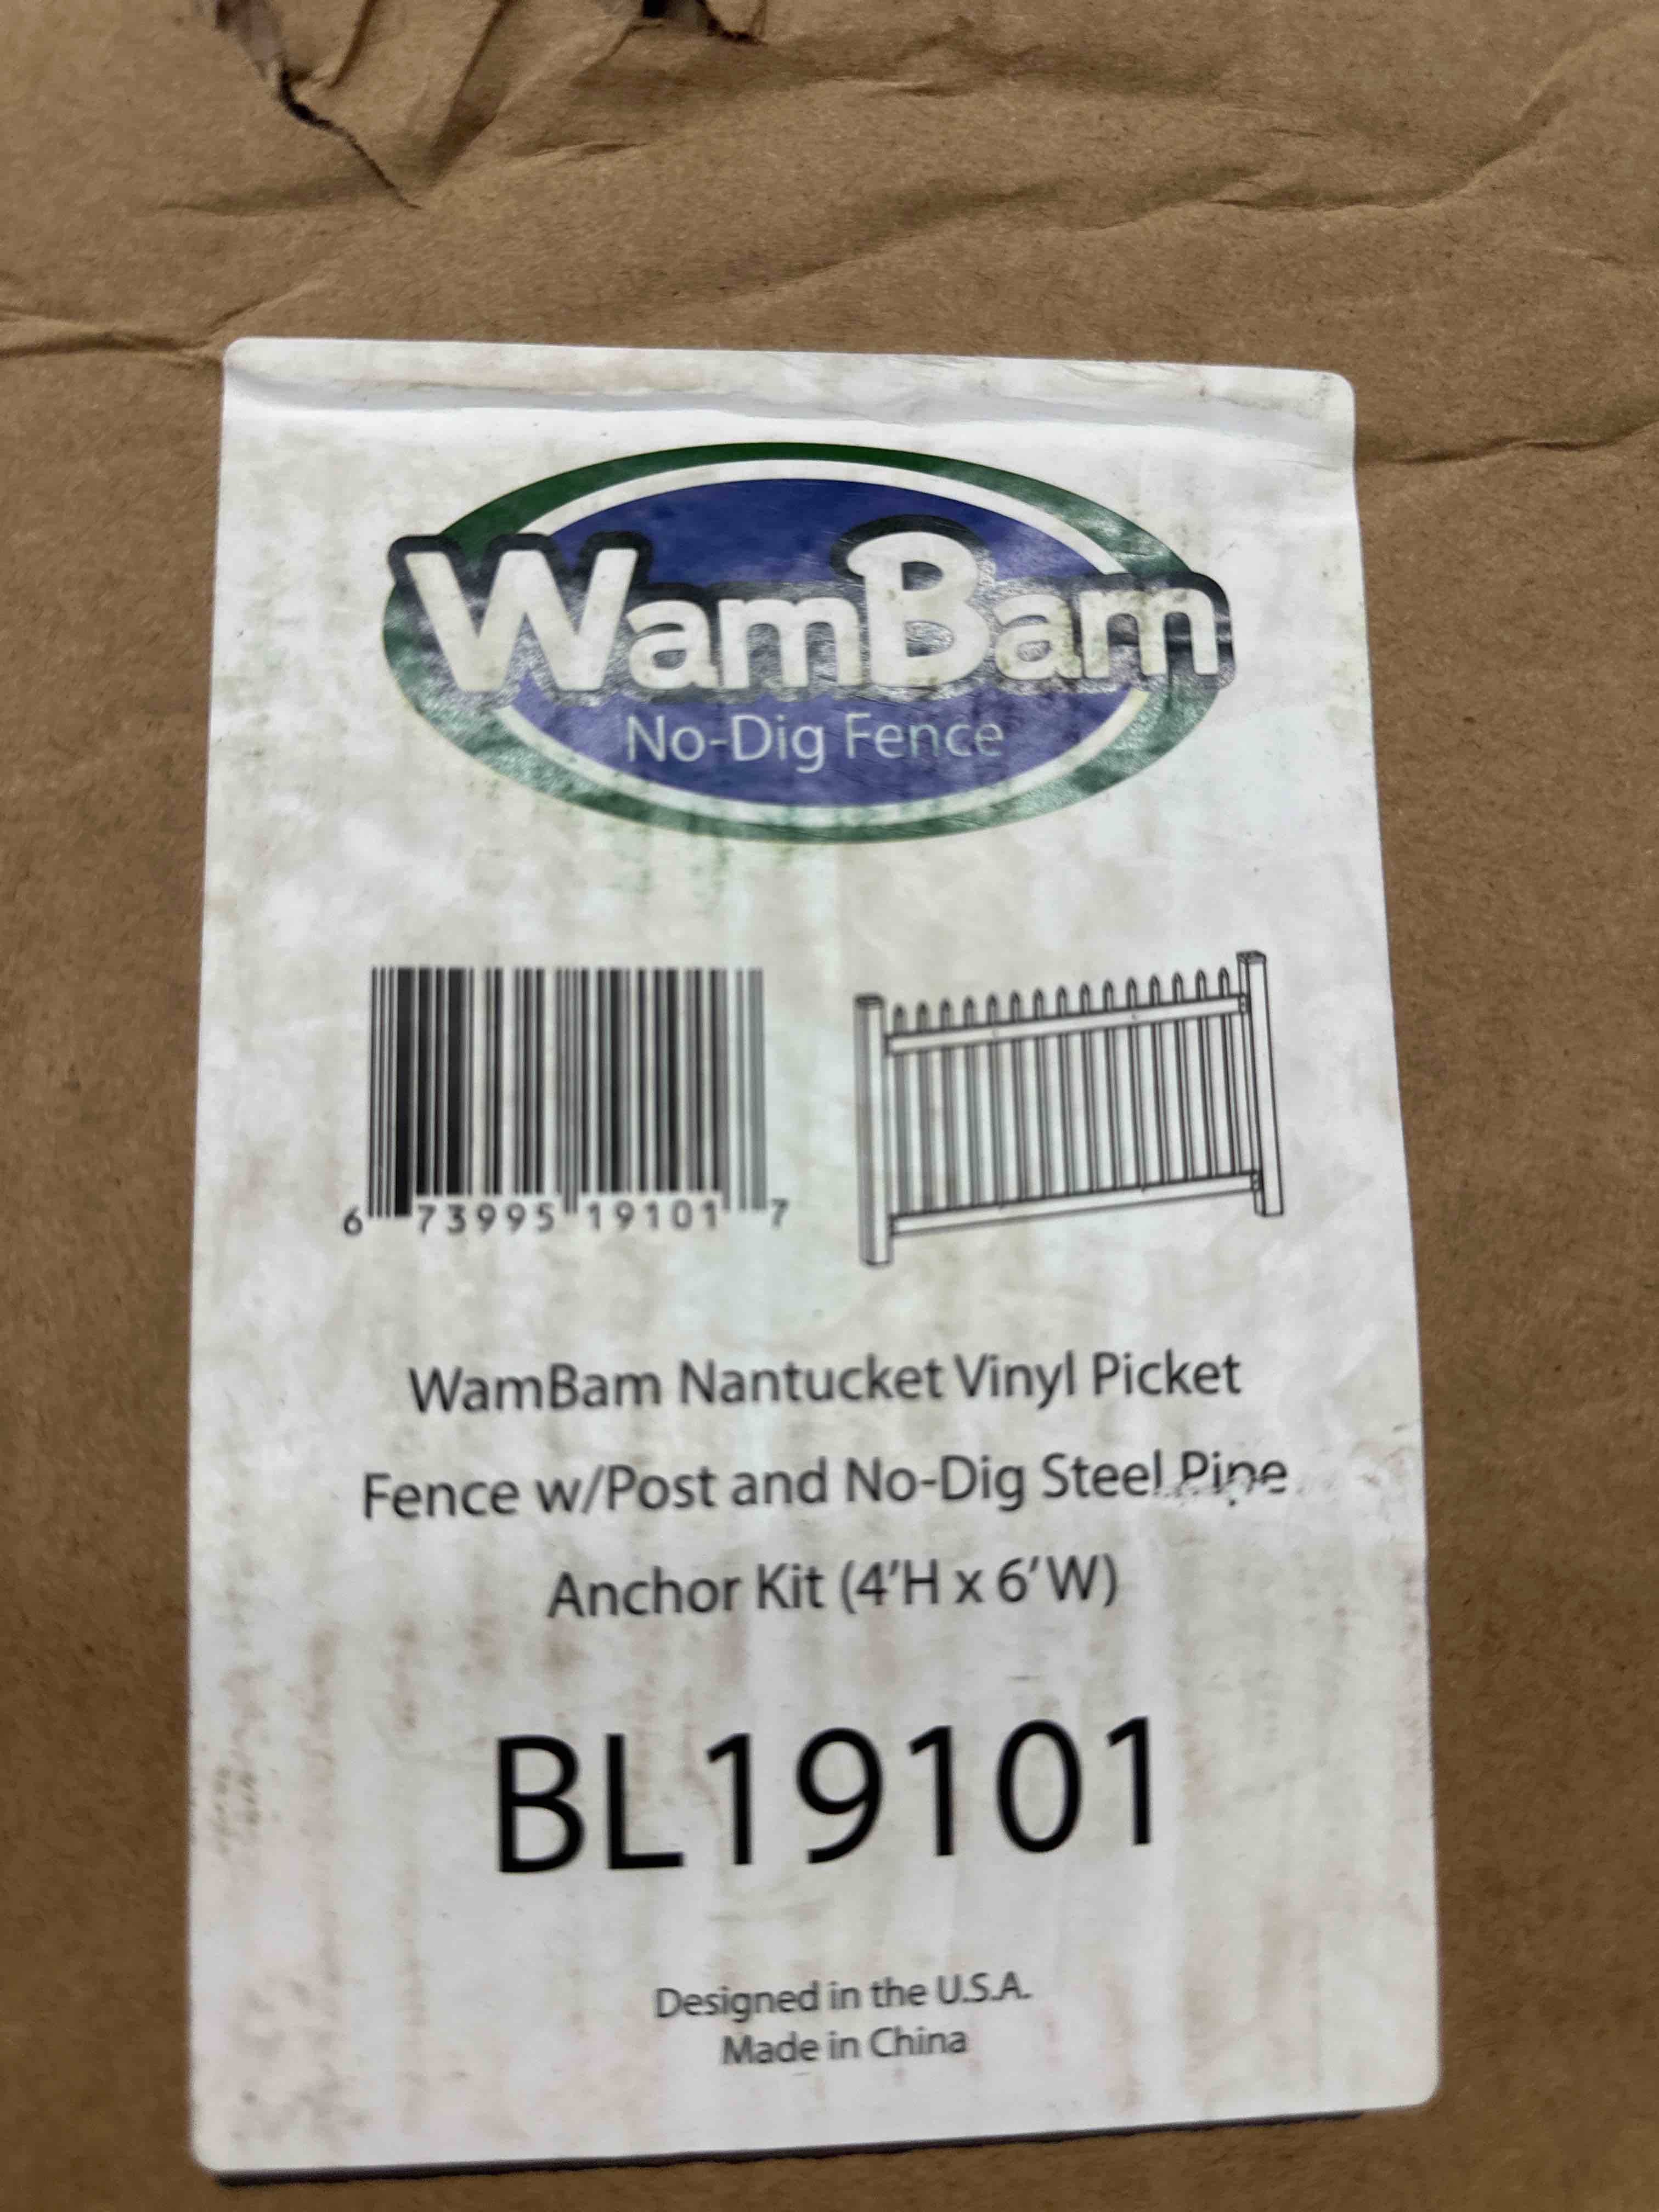 WamBam
No-Dig Fence
6 73995 19101 7
WamBam Nantucket Vinyl Picket
Fence w/Post and No-Dig Steel Pipe
Anchor Kit (4'H x 6'W)
BL19101
Designed in the U.S.A.
Made in China